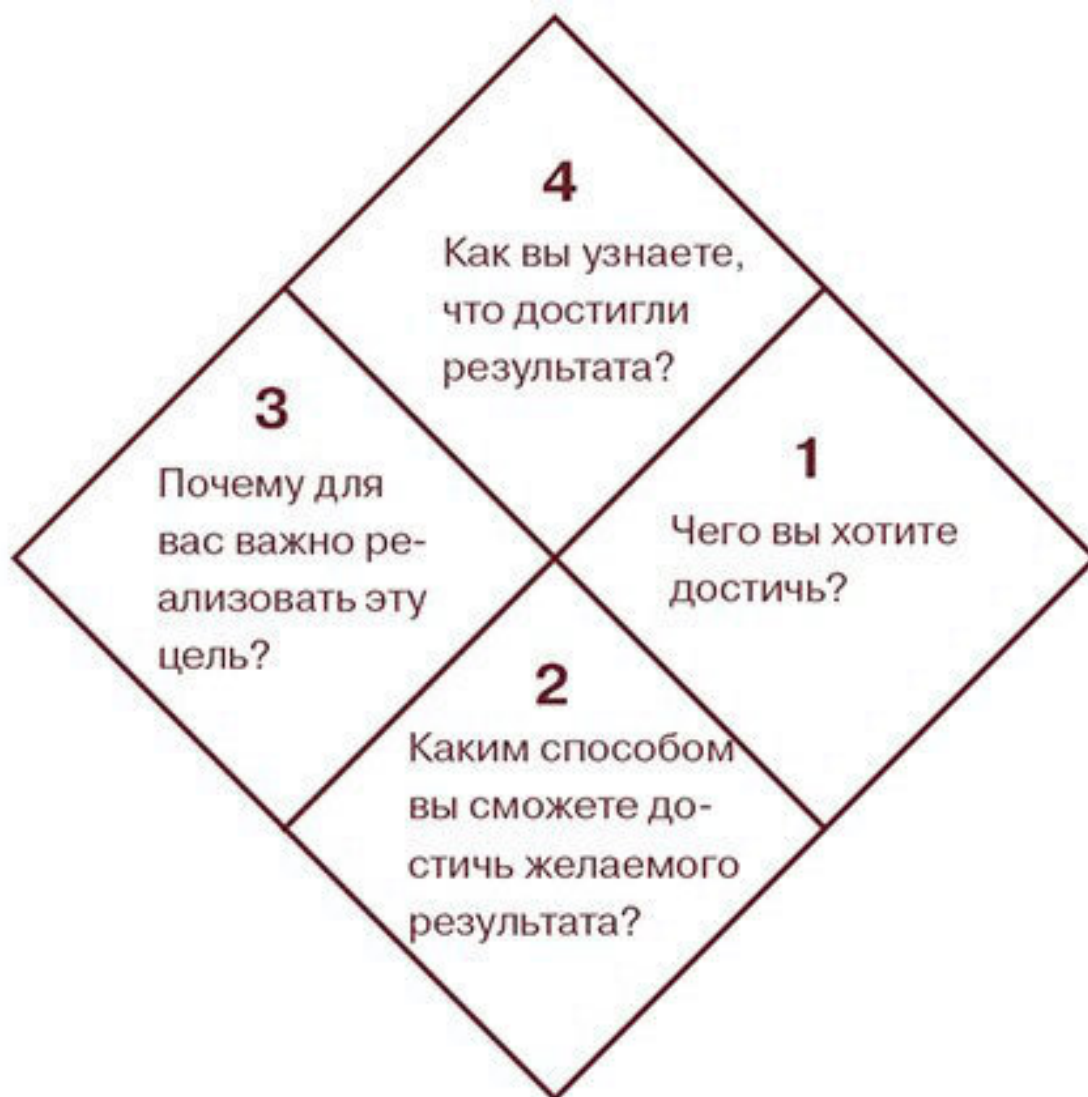 4
Как вы узнаете,
что достигли
результата?
3
Почему для
вас важно ре-
ализовать эту
цель?
1
Чего вы хотите
достичь?
2
Каким способом
вы сможете до-
стичь желаемого
результата?